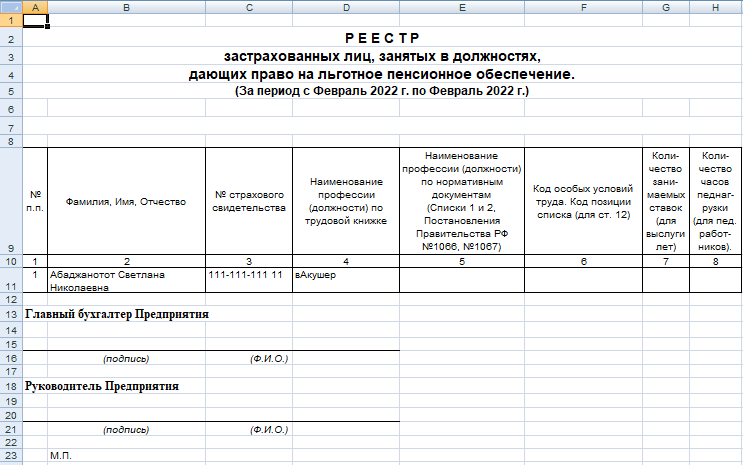 A B C D E F G H
1
2 Р Е Е С Т Р
3 застрахованных лиц, занятых в должностях,
4 дающих право на льготное пенсионное обеспечение.
5 (За период с Февраль 2022 г. по Февраль 2022 г.)
6
7
8
9
№
п.п.
Фамилия, Имя, Отчество
№ страхового
свидетельства
Наименование
профессии
(должности) по
трудовой книжке
Наименование
профессии (должности)
по нормативным
документам
(Списки 1 и 2,
Постановления
Правительства РФ
№1066, №1067)
Код особых условий
труда. Код позиции
списка (для ст. 12)
Коли-
чество
зани-
маемых
ставок
(для
выслуги
лет)
Коли-
чество
часов
педнаг-
рузки
(для пед.
работ-
ников).
10 1 2 3 4 5 6 7 8
11 1 Абаджанотот Светлана
Николаевна
111-111-111 11 вАкушер
12
13 Главный бухгалтер Предприятия
14
15
16 (подпись) (Ф.И.О.)
17
18 Руководитель Предприятия
19
20
21 (подпись) (Ф.И.О.)
22
23 М.П.